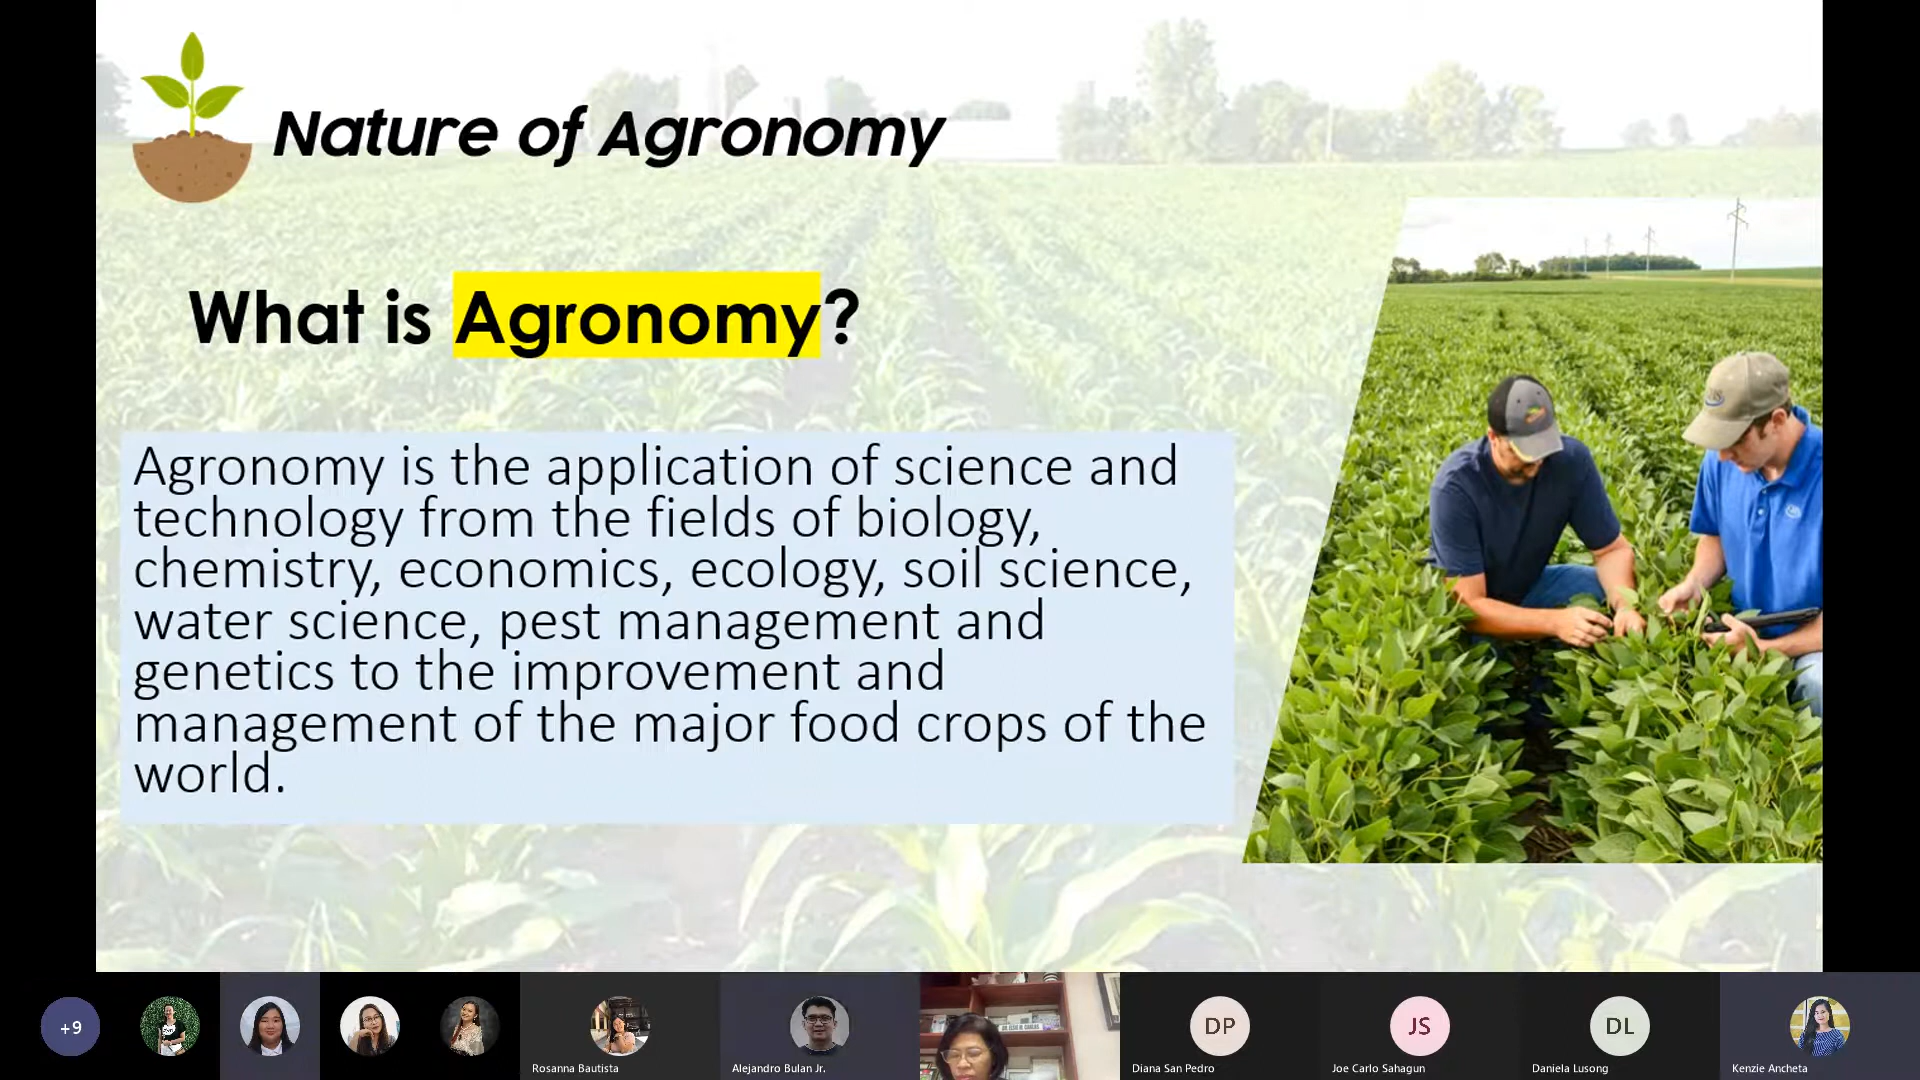 Nature of Agronomy
What is Agronomy?
Agronomy is the application of science and
technology from the fields of biology,
chemistry, economics, ecology, soil science,
water science, pest management and
genetics to the improvement and
management of the major food crops of the
world.
+9
DP
JS
DL
Rosanna Bautista
Alejandro Bulan Jr.
Diana San Pedro
Joe Carlo Sahagun
Daniela Lusong
Kenzie Ancheta